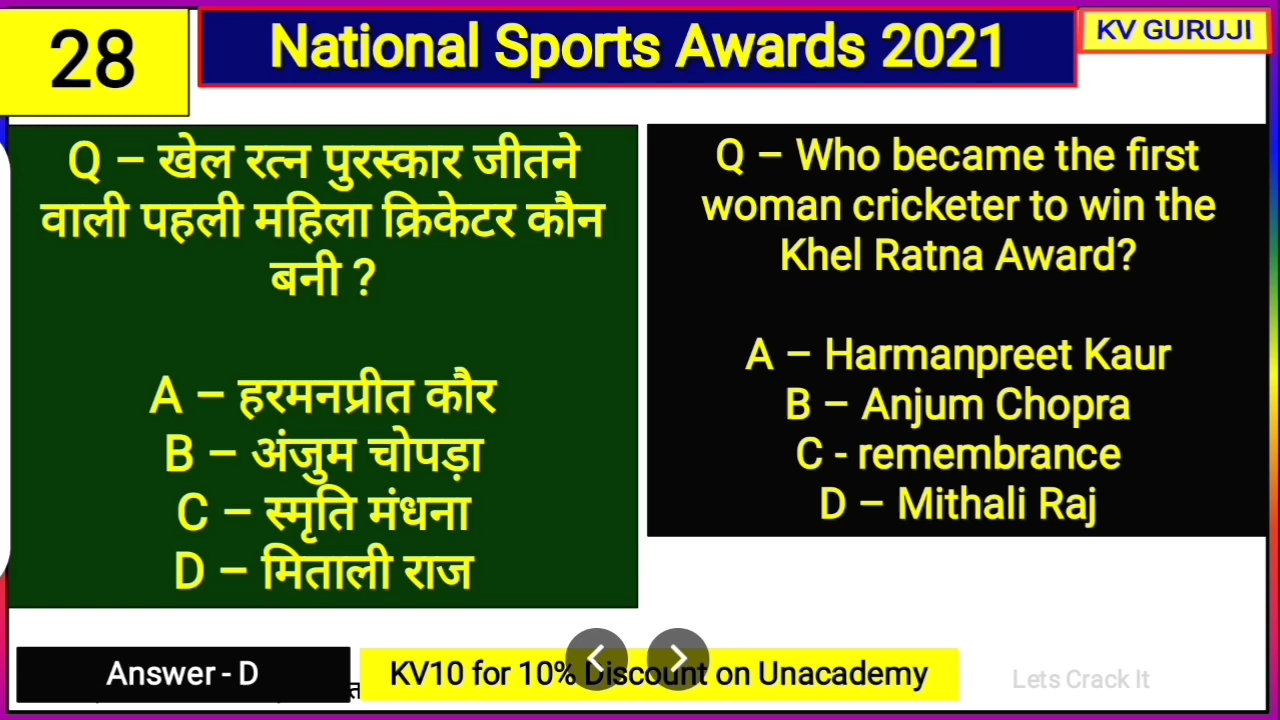 28
National Sports Awards 2021
KV GURUJI
Q – खेल रत्न पुरस्कार जीतने
वाली पहली महिला क्रिकेटर कौन
बनी ?
A – हरमनप्रीत कौर
B – अंजुम चोपड़ा
C – स्मृति मंधना
D – मिताली राज
Q – Who became the first
woman cricketer to win the
Khel Ratna Award?
A – Harmanpreet Kaur
B – Anjum Chopra
C - remembrance
D – Mithali Raj
Answer - D
KV10 for 10% Discount on Unacademy
Lets Crack It